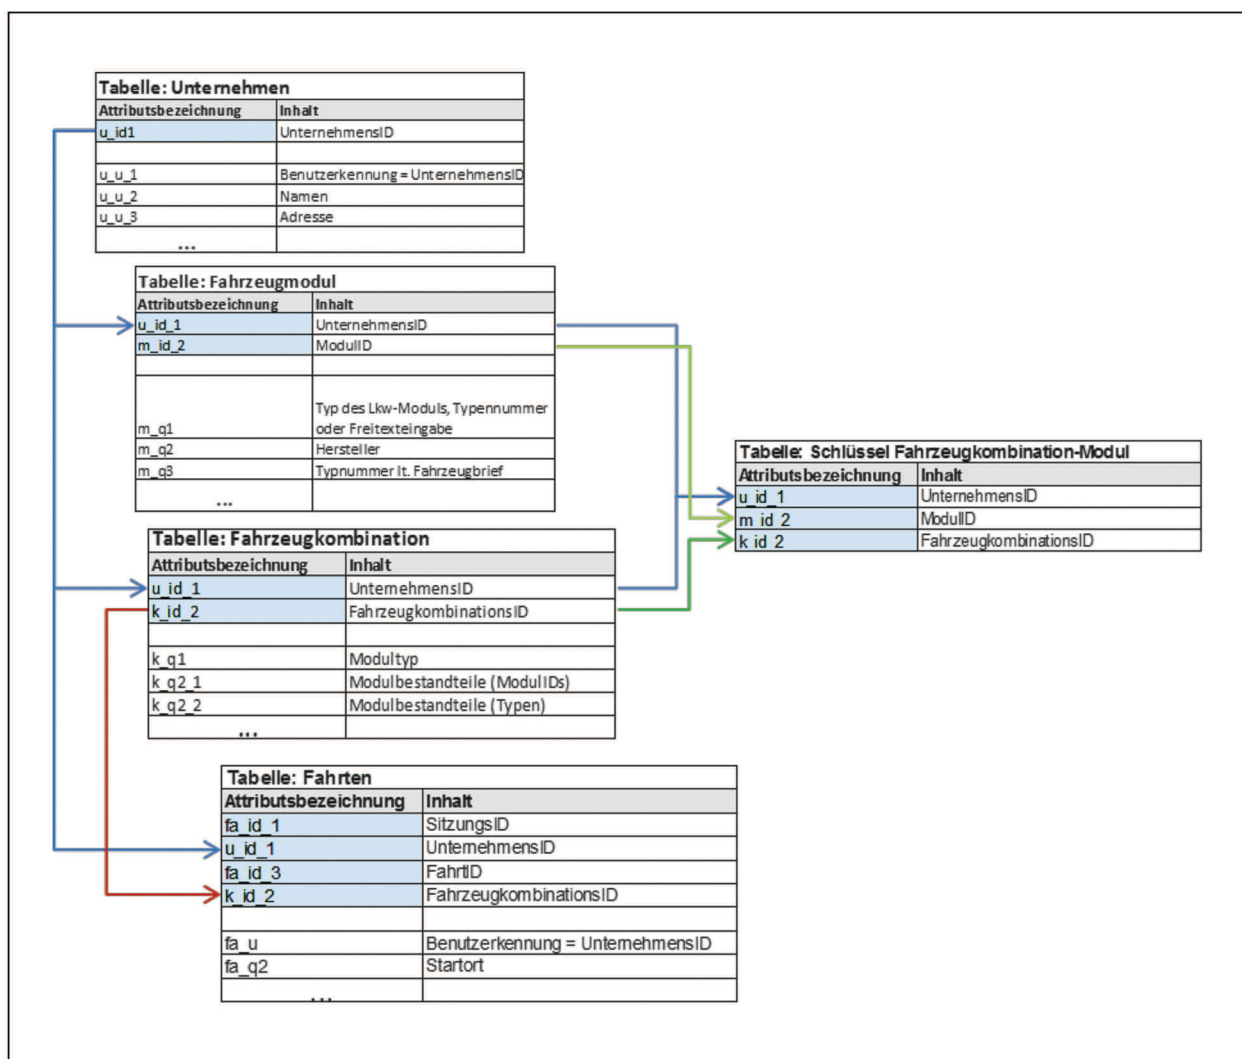 Tabelle: Unternehmen
Attributsbezeichnung Inhalt
u_id1 UnternehmensID
u_u_1 Benutzerkennung = UnternehmensID
u_u_2 Namen
u_u_3 Adresse
...
Tabelle: Fahrzeugmodul
Attributsbezeichnung Inhalt
u_id_1 UnternehmensID
m_id_2 ModulID
Typ des Lkw-Moduls, Typennummer
m_q1 oder Freitexteingabe
m_q2 Hersteller
m_q3 Typnummer lt. Fahrzeugbrief
...
Tabelle: Schlüssel Fahrzeugkombination-Modul
Attributsbezeichnung Inhalt
u_id_1 UnternehmensID
m_id_2 ModulID
k_id_2 FahrzeugkombinationsID
Tabelle: Fahrzeugkombination
Attributsbezeichnung Inhalt
u_id_1 UnternehmensID
k_id_2 FahrzeugkombinationsID
k_q1 Modultyp
k_q2_1 Modulbestandteile (ModulIDs)
k_q2_2 Modulbestandteile (Typen)
...
Tabelle: Fahrten
Attributsbezeichnung Inhalt
fa_id_1 SitzungsID
u_id_1 UnternehmensID
fa_id_3 FahrtID
k_id_2 FahrzeugkombinationsID
fa_u Benutzerkennung = UnternehmensID
fa_q2 Startort
...